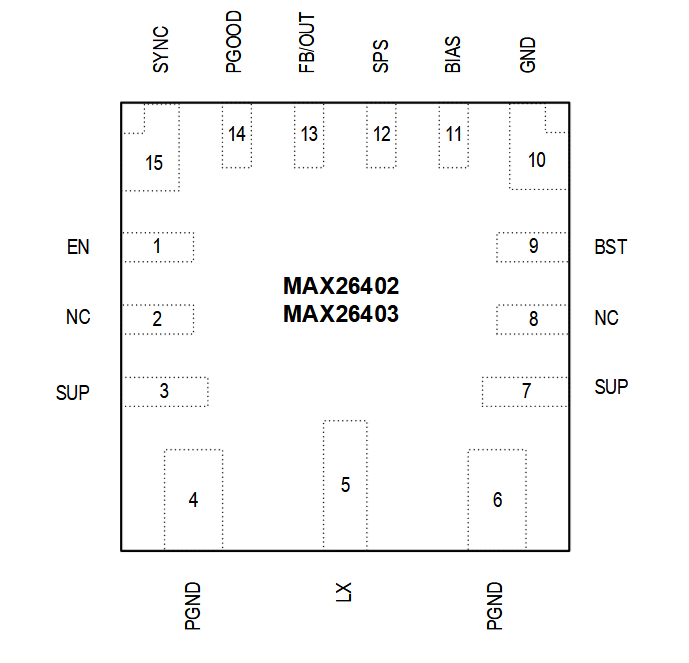 SYNC PGOOD FB/OUT SPS BIAS GND
15 14 13 12 11 10
EN 1 9 BST
MAX26402
MAX26403
NC 2 8 NC
SUP 3 7 SUP
4 5 6
PGND LX PGND